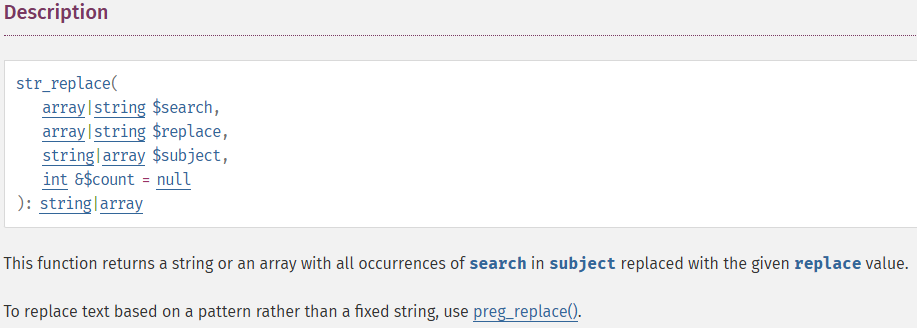 Description
str_replace(
array|string $search,
array|string $replace,
string|array $subject,
int &$count = null
): string|array
This function returns a string or an array with all occurrences of search in subject replaced with the given replace value.
To replace text based on a pattern rather than a fixed string, use preg_replace().